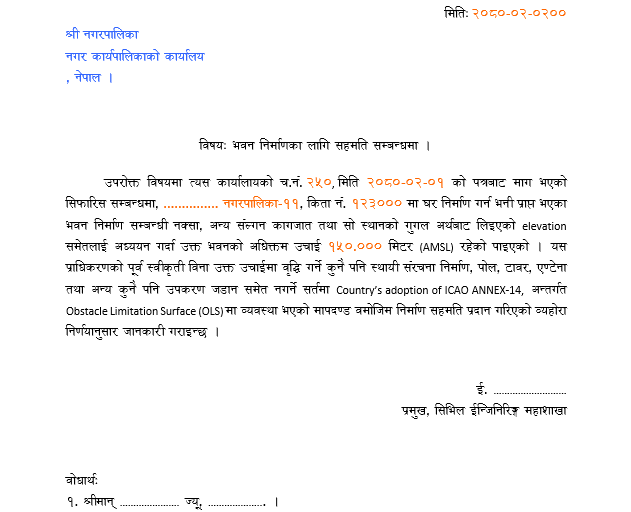 मितिः २०८०-०२-०२००
श्री नगरपालिका
नगर कार्यपालिकाको कार्यालय
, नेपाल ।
विषयः भवन निर्माणका लागि सहमति सम्बन्धमा ।
उपरोक्त विषयमा त्यस कार्यालयको च.नं. २५०, मिति २०८०-०२-०१ को पत्रबाट माग भएको
सिफारिस सम्बन्धमा, ............... नगरपालिका-११, किता नं. १२३००० मा घर निर्माण गर्न भनी प्राप्त भएका
भवन निर्माण सम्बन्धी नक्सा, अन्य संल्गन कागजात तथा सो स्थानको गुगल अर्थबाट लिइएको elevation
समेतलाई अध्ययन गर्दा उक्त भवनको अधिक्तम उचाई १५०.००० मिटर (AMSL) रहेको पाइएको । यस
प्राधिकरणको पूर्व स्वीकृती विना उक्त उचाईमा वृद्धि गर्ने कुनै पनि स्थायी संरचना निर्माण, पोल, टावर, एण्टेना
तथा अन्य कुनै पनि उपकरण जडान समेत नगर्ने सर्तमा Country's adoption of ICAO ANNEX-14, अन्तर्गत
Obstacle Limitation Surface (OLS) मा व्यवस्था भएको मापदण्ड वमोजिम निर्माण सहमति प्रदान गरिएको व्यहोरा
निर्णयानुसार जानकारी गराइन्छ ।
ई. ...........................
प्रमुख, सिभिल ईन्जिनिरिङ्ग महाशाखा
वोधार्थः
१. श्रीमान् ...................... ज्यू, ..................... ।